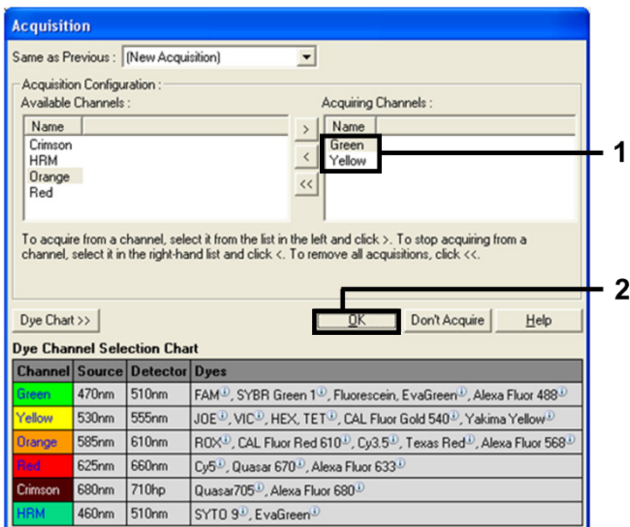 Acquisition
Same as Previous : (New Acquisition)
Acquisition Configuration :
Available Channels :
Name
Crimson
HRM
Orange
Red
>
<
<<
Acquiring Channels :
Name
Green
Yellow
1
To acquire from a channel, select it from the list in the left and click >. To stop acquiring from a
channel, select it in the right-hand list and click <. To remove all acquisitions, click <<.
2
Dye Chart >> OK Don't Acquire Help
Dye Channel Selection Chart
Channel Source Detector Dyes
Green 470nm 510nm FAM, SYBR Green 1, Fluorescein, EvaGreen, Alexa Fluor 488
Yellow 530nm 555nm JOE, VIC, HEX, TET, CAL Fluor Gold 540, Yakima Yellow
Orange 585nm 610nm ROX, CAL Fluor Red 610, Cy3.5, Texas Red, Alexa Fluor 568
Red 625nm 660nm Cy5, Quasar 670, Alexa Fluor 633
Crimson 680nm 710hp Quasar705, Alexa Fluor 680
HRM 460nm 510nm SYTO 9, EvaGreen